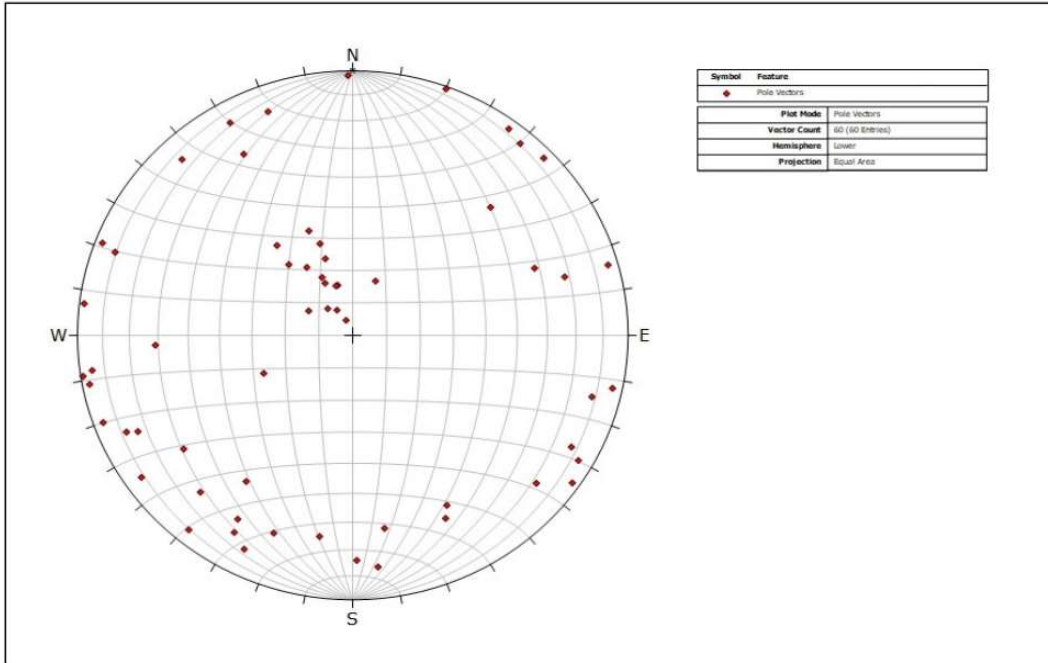 N
W
E
S
Symbol Feature
Pole Vectors
Plot Mode Pole Vectors
Vector Count 60 (60 Entries)
Hemisphere Lower
Projection Equal Area